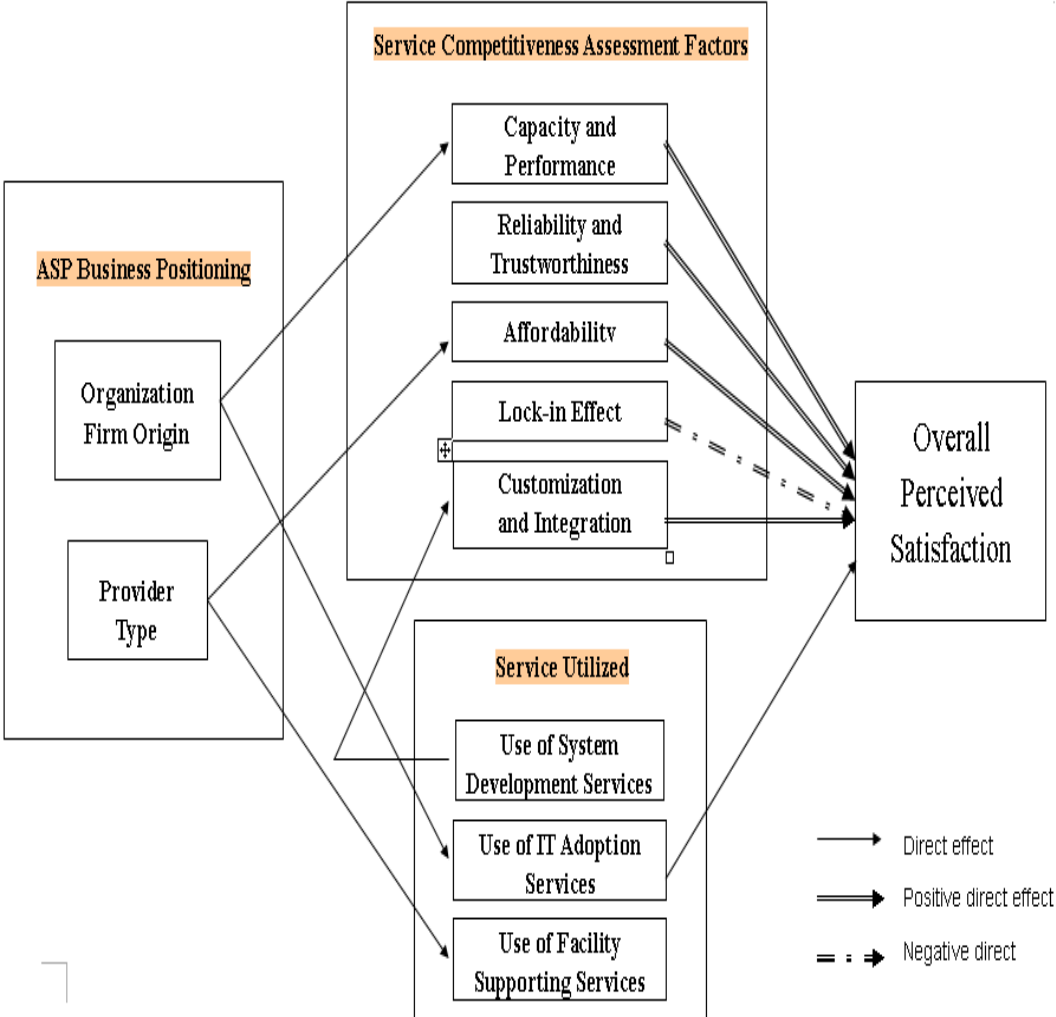 Service Competitiveness Assessment Factors
Capacity and
Performance
Reliability and
Trustworthiness
Affordability
Lock-in Effect
Customization
and Integration
ASP Business Positioning
Organization
Firm Origin
Provider
Type
Overall
Perceived
Satisfaction
Service Utilized
Use of System
Development Services
Use of IT Adoption
Services
Use of Facility
Supporting Services
Direct effect
Positive direct effect
Negative direct